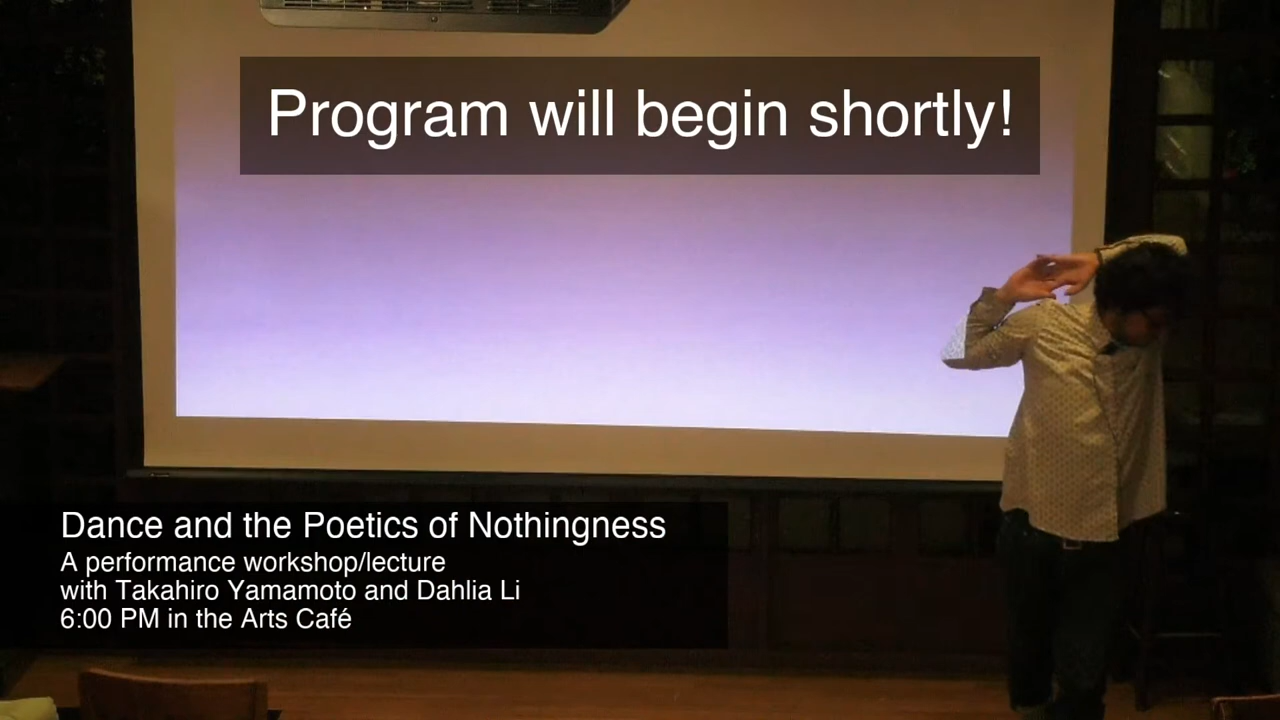 Program will begin shortly!
Dance and the Poetics of Nothingness
A performance workshop/lecture
with Takahiro Yamamoto and Dahlia Li
6:00 PM in the Arts Café